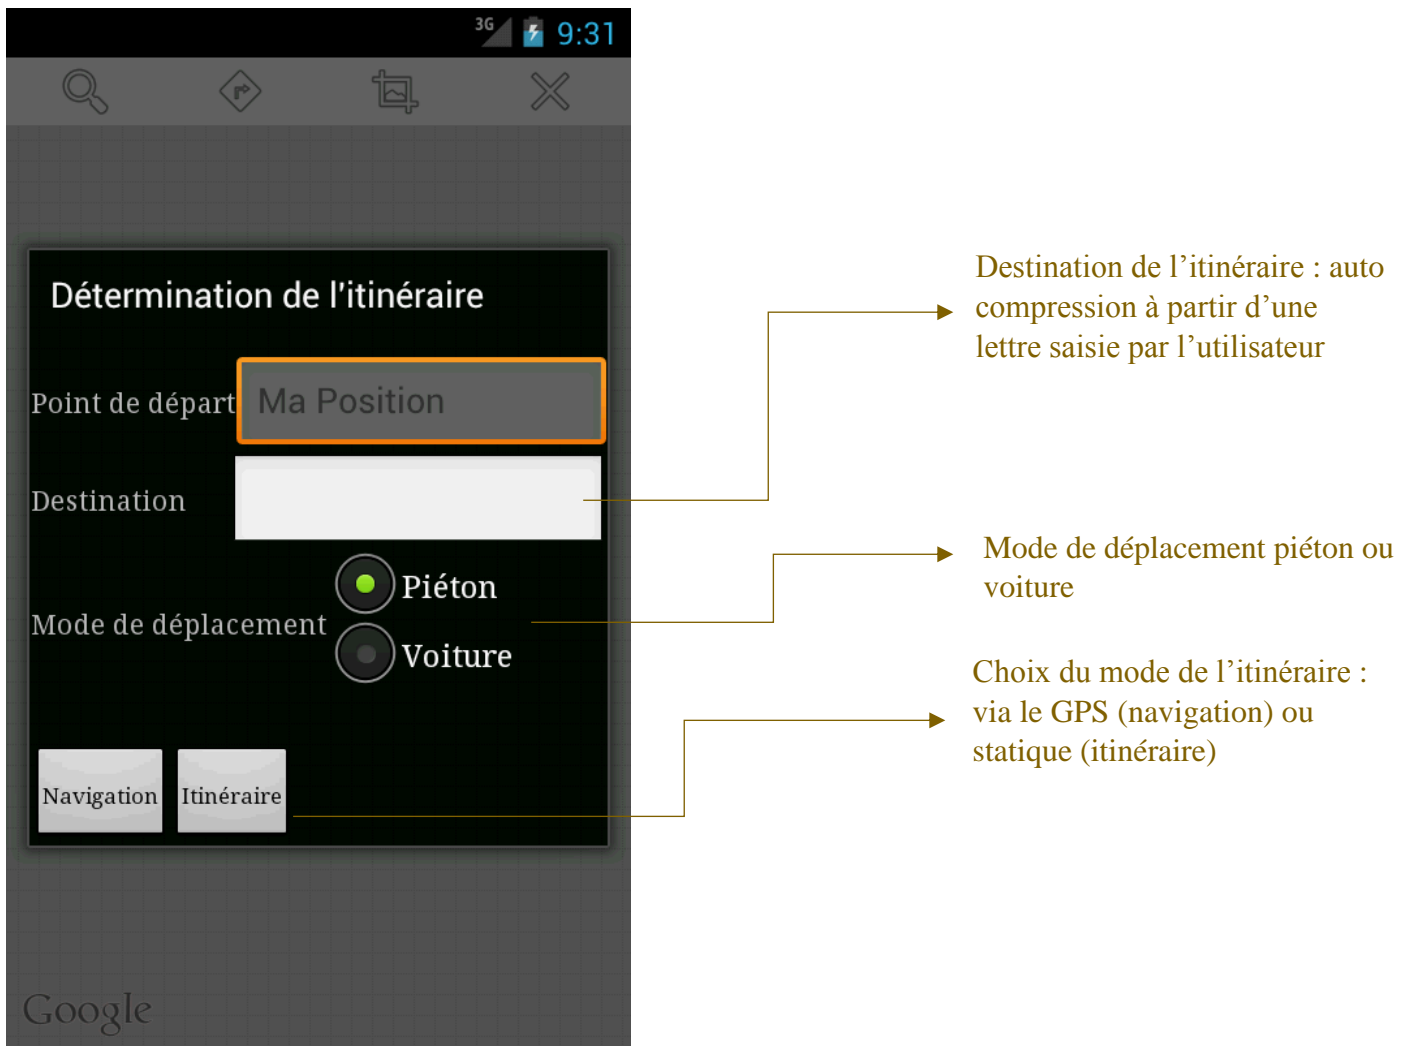 3G 9:31
Détermination de l'itinéraire
Point de départ Ma Position
Destination
Mode de déplacement
Piéton
Voiture
Navigation Itinéraire
Google
Destination de l’itinéraire : auto
compression à partir d’une
lettre saisie par l’utilisateur
Mode de déplacement piéton ou
voiture
Choix du mode de l’itinéraire :
via le GPS (navigation) ou
statique (itinéraire)